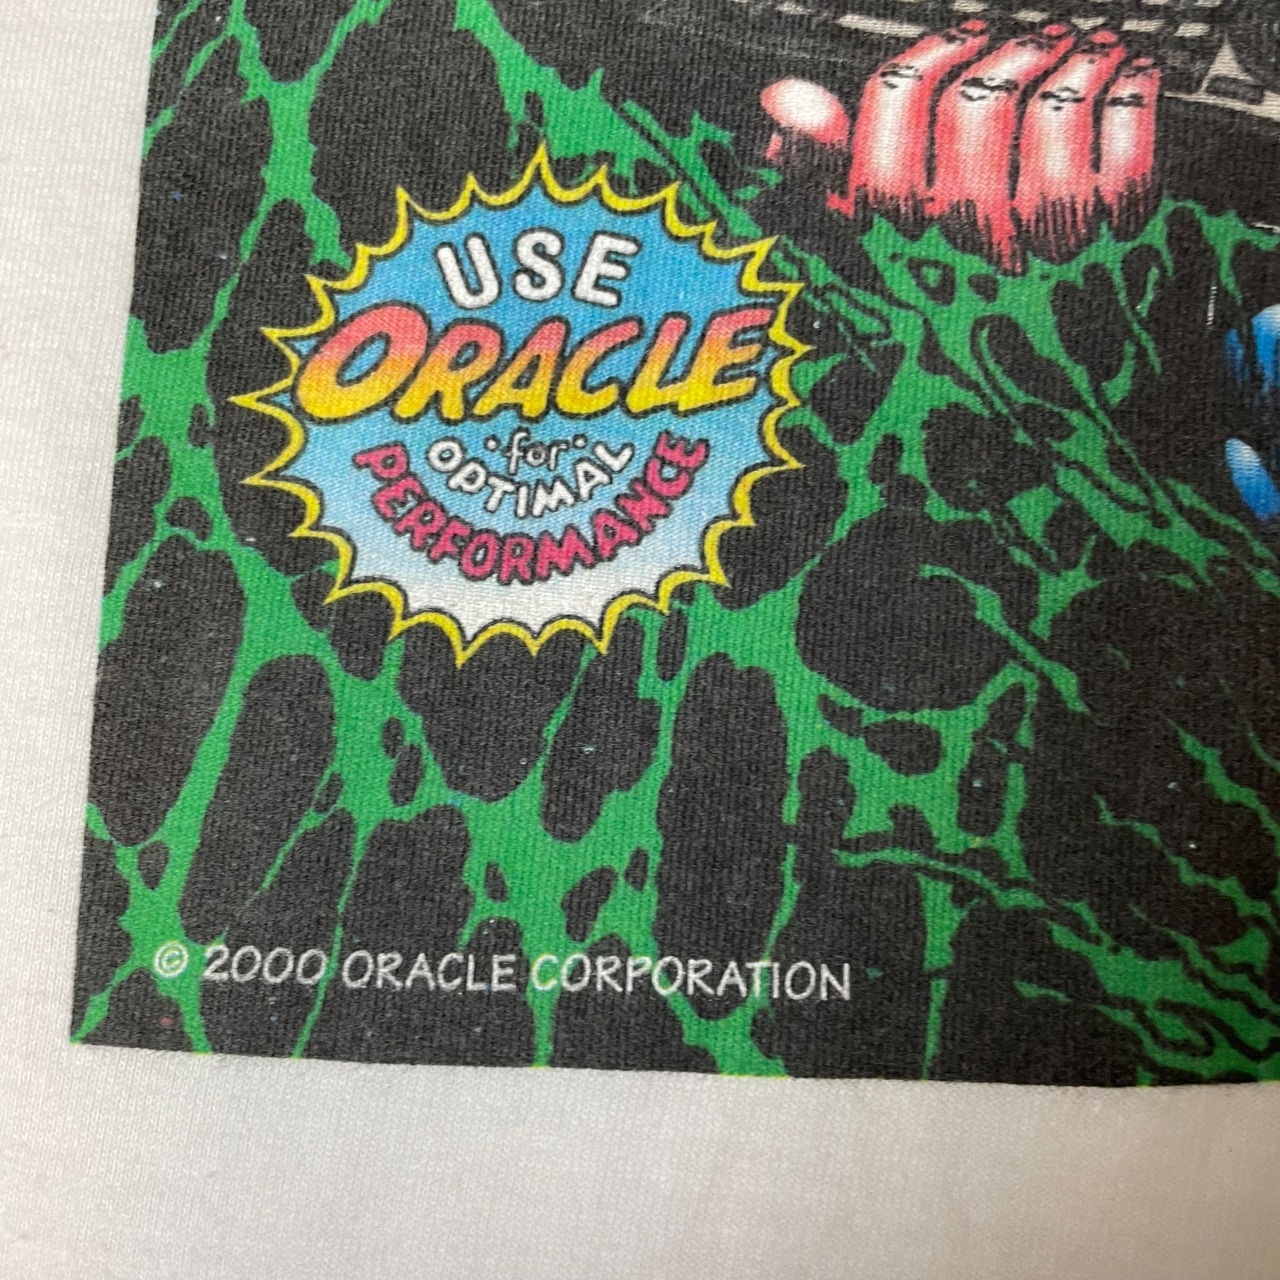 USE
ORACLE
·for·
OPTIMAL
PERFORMANCE
© 2000 ORACLE CORPORATION